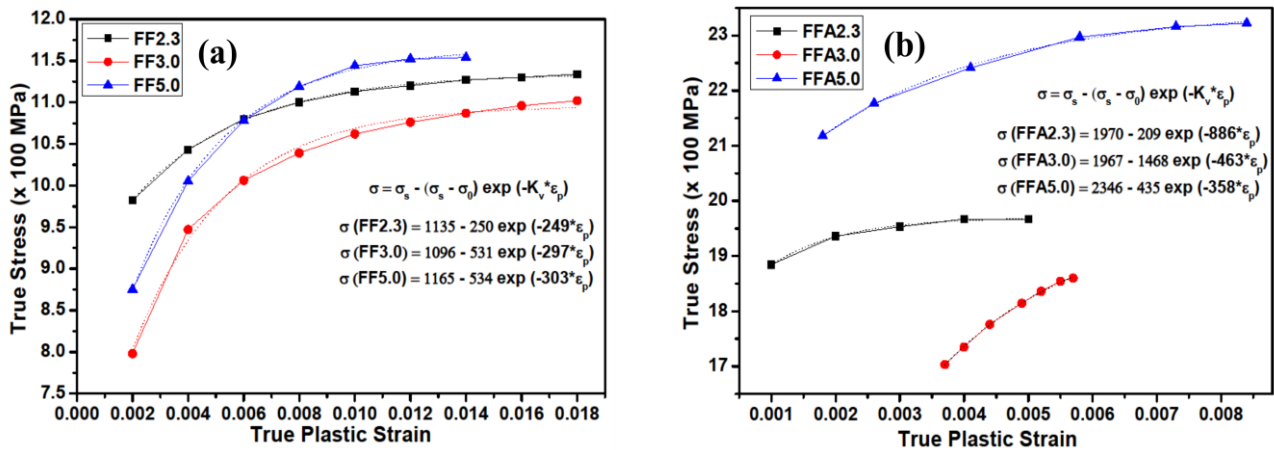 (a)
FF2.3
FF3.0
FF5.0
12.0
11.5
11.0
10.5
10.0
9.5
9.0
8.5
8.0
7.5
True Stress (x 100 MPa)
σ = σₛ - (σₛ - σ₀) exp (-Kᵥ*εₚ)
σ (FF2.3) = 1135 - 250 exp (-249*εₚ)
σ (FF3.0) = 1096 - 531 exp (-297*εₚ)
σ (FF5.0) = 1165 - 534 exp (-303*εₚ)
0.000 0.002 0.004 0.006 0.008 0.010 0.012 0.014 0.016 0.018
True Plastic Strain
(b)
FFA2.3
FFA3.0
FFA5.0
23
22
21
20
19
18
17
True Stress (x 100 MPa)
σ = σₛ - (σₛ - σ₀) exp (-Kᵥ*εₚ)
σ (FFA2.3) = 1970 - 209 exp (-886*εₚ)
σ (FFA3.0) = 1967 - 1468 exp (-463*εₚ)
σ (FFA5.0) = 2346 - 435 exp (-358*εₚ)
0.001 0.002 0.003 0.004 0.005 0.006 0.007 0.008
True Plastic Strain